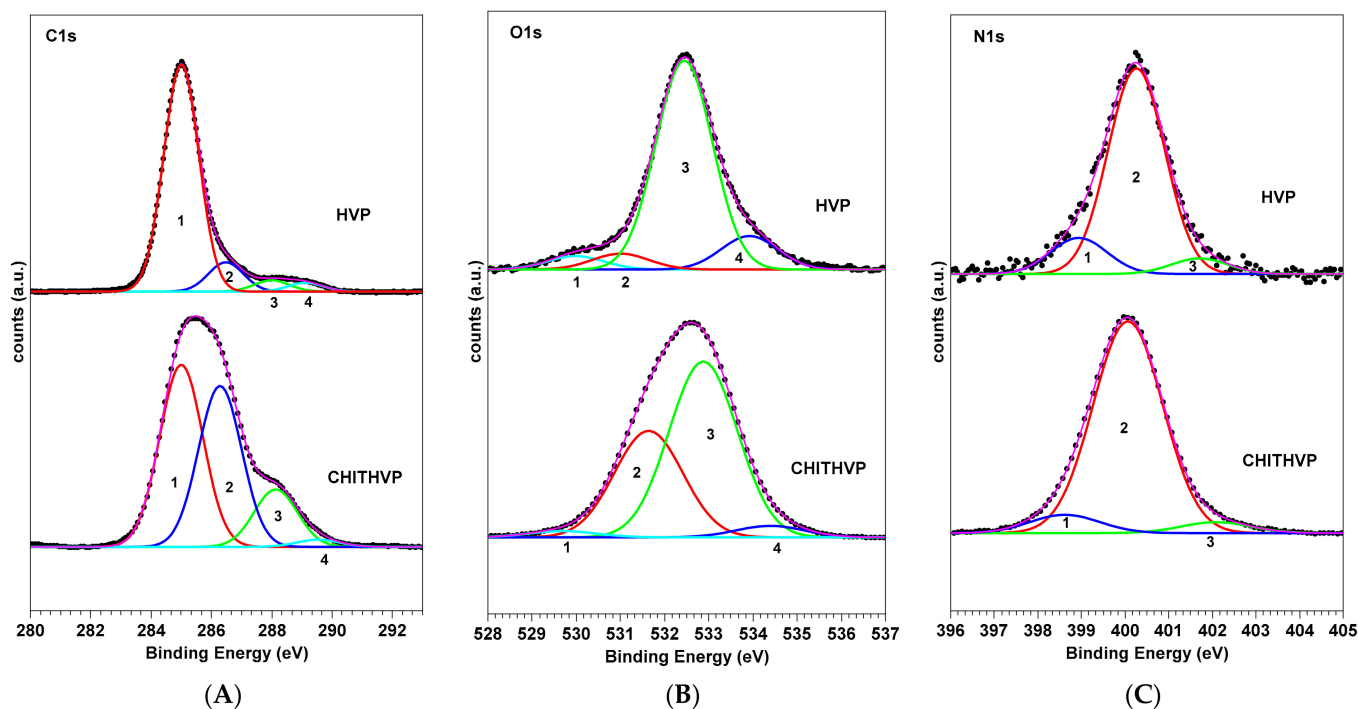 C1s
1
2
3
4
HVP
1
2
3
4
CHITHVP
counts (a.u.)
280 282 284 286 288 290 292
Binding Energy (eV)
(A)
O1s
1
2
3
4
HVP
1
2
3
4
CHITHVP
counts (a.u.)
528 529 530 531 532 533 534 535 536 537
Binding Energy (eV)
(B)
N1s
1
2
3
HVP
1
2
3
CHITHVP
counts (a.u.)
396 397 398 399 400 401 402 403 404 405
Binding Energy (eV)
(C)